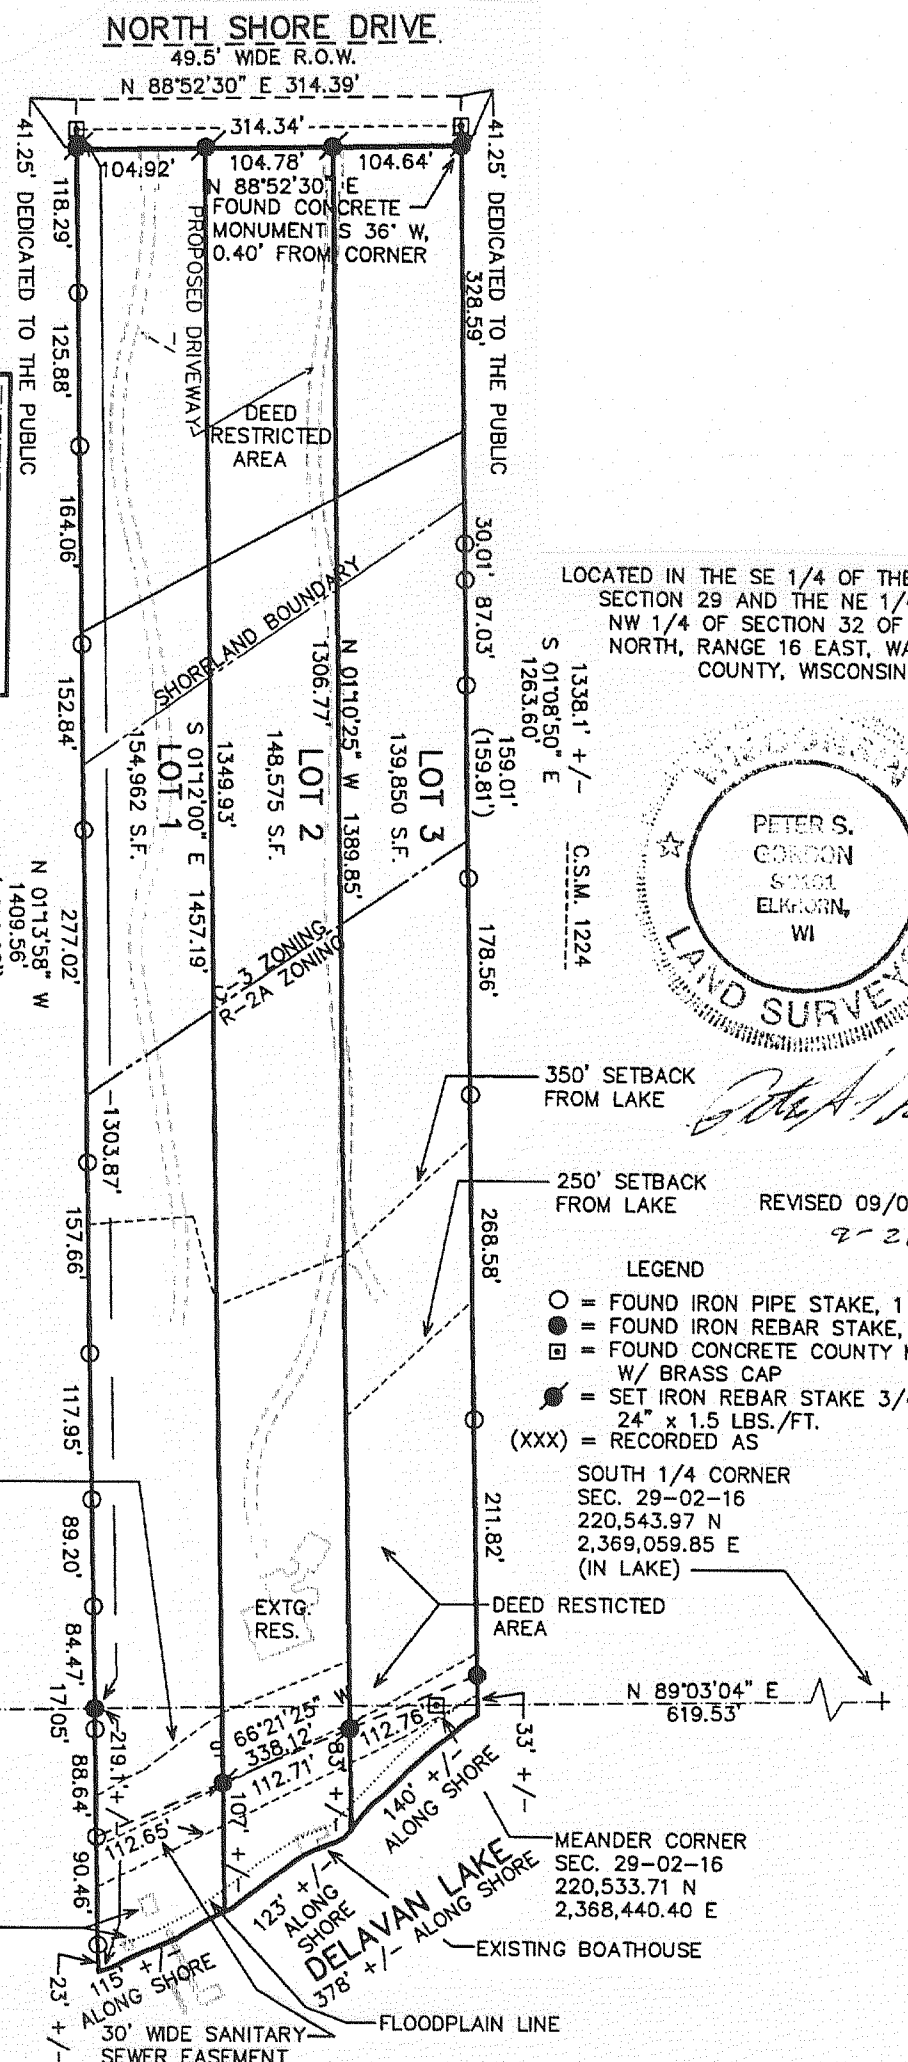 NORTH SHORE DRIVE
49.5' WIDE R.O.W.
N 88°52'30" E 314.39'
314.34'
104.92'
104.78'
104.64'
N 88°52'30" E
FOUND CONCRETE
MONUMENT S 36° W,
0.40' FROM CORNER
41.25' DEDICATED TO THE PUBLIC
41.25' DEDICATED TO THE PUBLIC
118.29'
125.88'
164.06'
152.84'
277.02'
157.66'
117.95'
89.20'
84.47'
17.05'
88.64'
90.46'
23' +/-
N 01°13'58" W
1409.56'
1303.87'
219.1' +/-
PROPOSED DRIVEWAY
DEED
RESTRICTED
AREA
SHORELAND BOUNDARY
328.59'
30.01'
87.03'
159.01'
(159.81')
178.56'
268.58'
211.82'
33' +/-
1338.1' +/-
S 01°08'50" E
1263.60'
C.S.M. 1224
LOT 1
154,962 S.F.
S 01°12'00" E 1457.19'
1349.93'
LOT 2
148,575 S.F.
N 01°10'25" W 1389.85'
1306.77'
LOT 3
139,850 S.F.
C-3 ZONING
R-2A ZONING
LOCATED IN THE SE 1/4 OF THE
SECTION 29 AND THE NE 1/4
NW 1/4 OF SECTION 32 OF
NORTH, RANGE 16 EAST, WA
COUNTY, WISCONSIN
PETER S.
GORDON
ELKHORN,
WI
LAND SURVEY
350' SETBACK
FROM LAKE
250' SETBACK
FROM LAKE
REVISED 09/0
LEGEND
= FOUND IRON PIPE STAKE, 1
= FOUND IRON REBAR STAKE,
= FOUND CONCRETE COUNTY
W/ BRASS CAP
= SET IRON REBAR STAKE 3/4
24" x 1.5 LBS./FT.
(XXX) = RECORDED AS
SOUTH 1/4 CORNER
SEC. 29-02-16
220,543.97 N
2,369,059.85 E
(IN LAKE)
EXTG.
RES.
DEED RESTICTED
AREA
N 89°03'04" E
619.53'
S 66°21'25" W
338.12'
112.76'
112.71'
112.65'
83' +/-
107' +/-
140' +/-
ALONG SHORE
123' +/-
ALONG
SHORE
115' +/-
ALONG SHORE
DELAVAN LAKE
378' +/- ALONG SHORE
MEANDER CORNER
SEC. 29-02-16
220,533.71 N
2,368,440.40 E
EXISTING BOATHOUSE
FLOODPLAIN LINE
30' WIDE SANITARY
SEWER EASEMENT